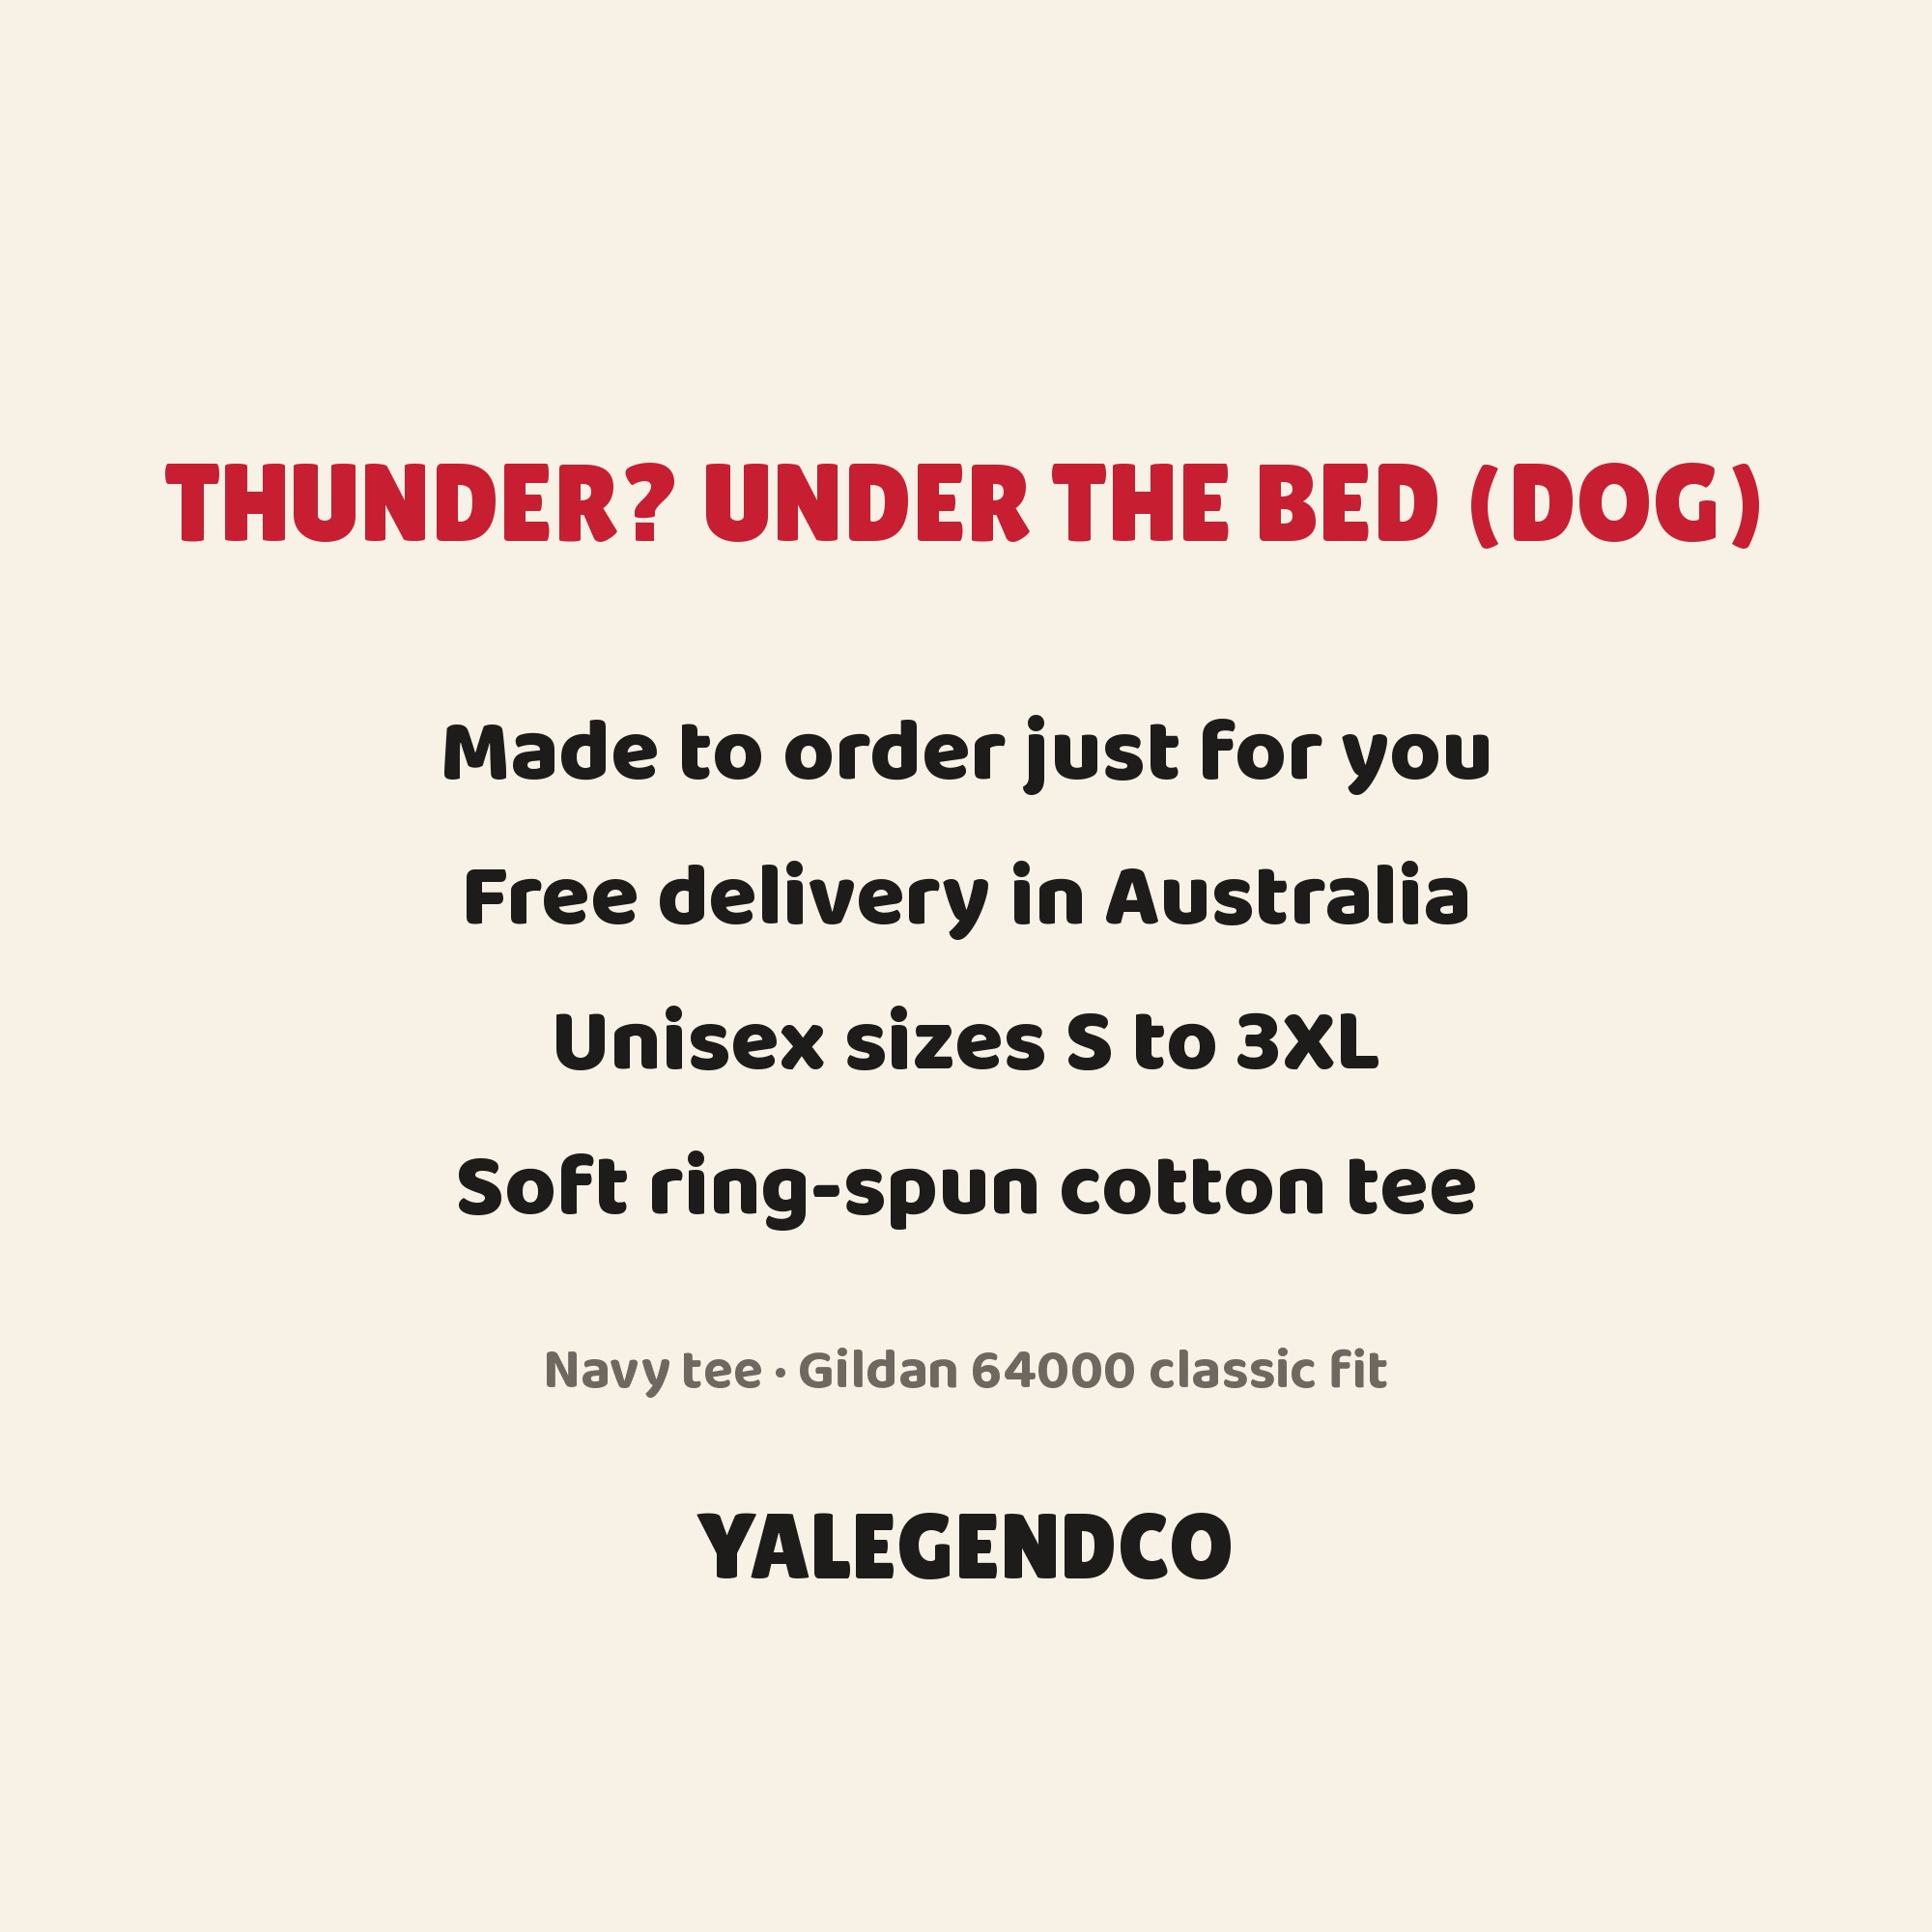 THUNDER? UNDER THE BED (DOG)
Made to order just for you
Free delivery in Australia
Unisex sizes S to 3XL
Soft ring-spun cotton tee
Navy tee · Gildan 64000 classic fit
YALEGENDCO